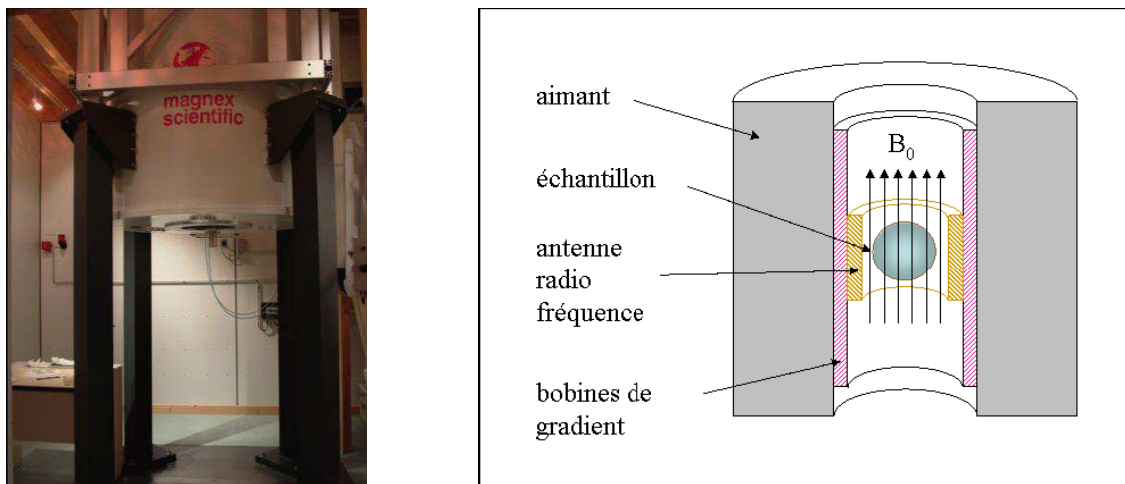 magnex
scientific
aimant
B₀
échantillon
antenne
radio
fréquence
bobines de
gradient